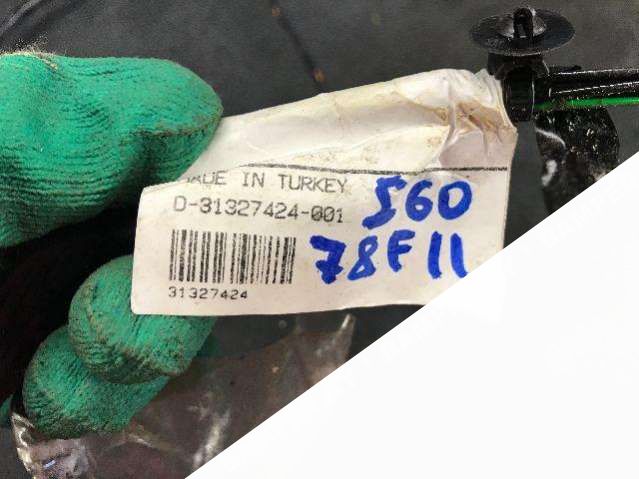 MADE IN TURKEY
D-31327424-001
31327424
S60
78F11